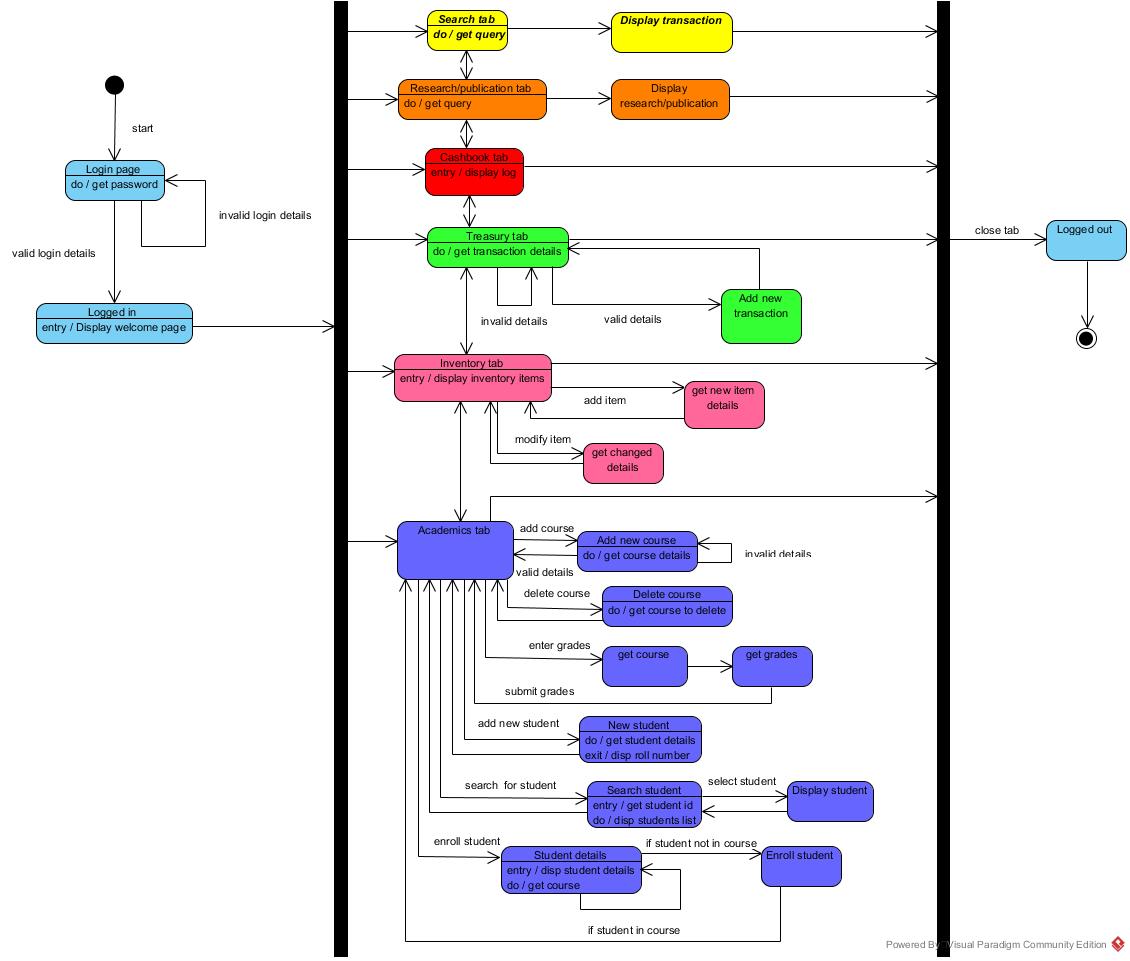 Search tab
do / get query
Display transaction
Research/publication tab
do / get query
Display
research/publication
start
Cashbook tab
entry / display log
Login page
do / get password
invalid login details
valid login details
Treasury tab
do / get transaction details
invalid details
valid details
Add new
transaction
close tab
Logged out
Logged in
entry / Display welcome page
Inventory tab
entry / display inventory items
add item
get new item
details
modify item
get changed
details
Academics tab
add course
Add new course
do / get course details
invalid details
valid details
delete course
Delete course
do / get course to delete
enter grades
get course
get grades
submit grades
add new student
New student
do / get student details
exit / disp roll number
search for student
Search student
entry / get student id
do / disp students list
select student
Display student
enroll student
Student details
entry / disp student details
do / get course
if student not in course
Enroll student
if student in course
Powered By Visual Paradigm Community Edition